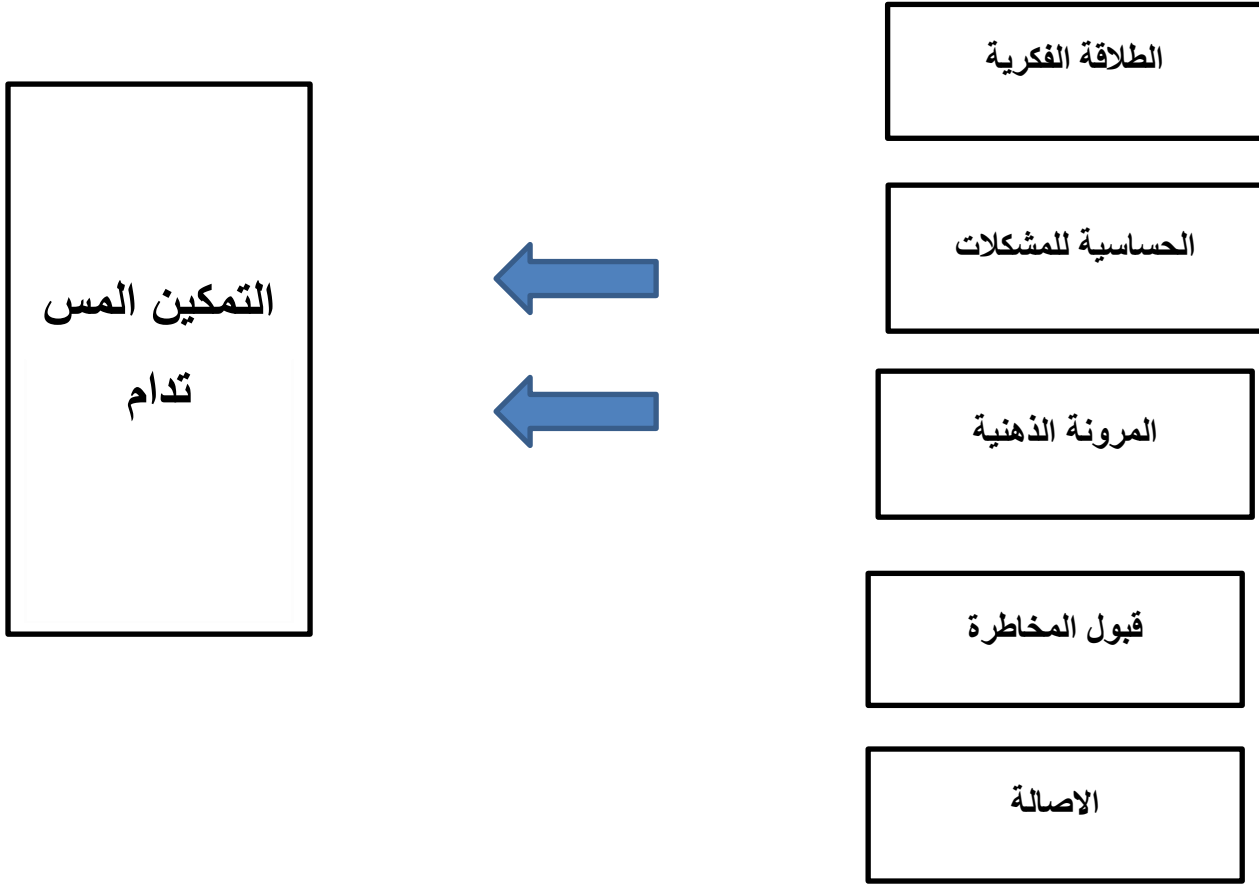 الطلاقة الفكرية
الحساسية للمشكلات
المرونة الذهنية
قبول المخاطرة
الاصالة
التمكين المس
تدام